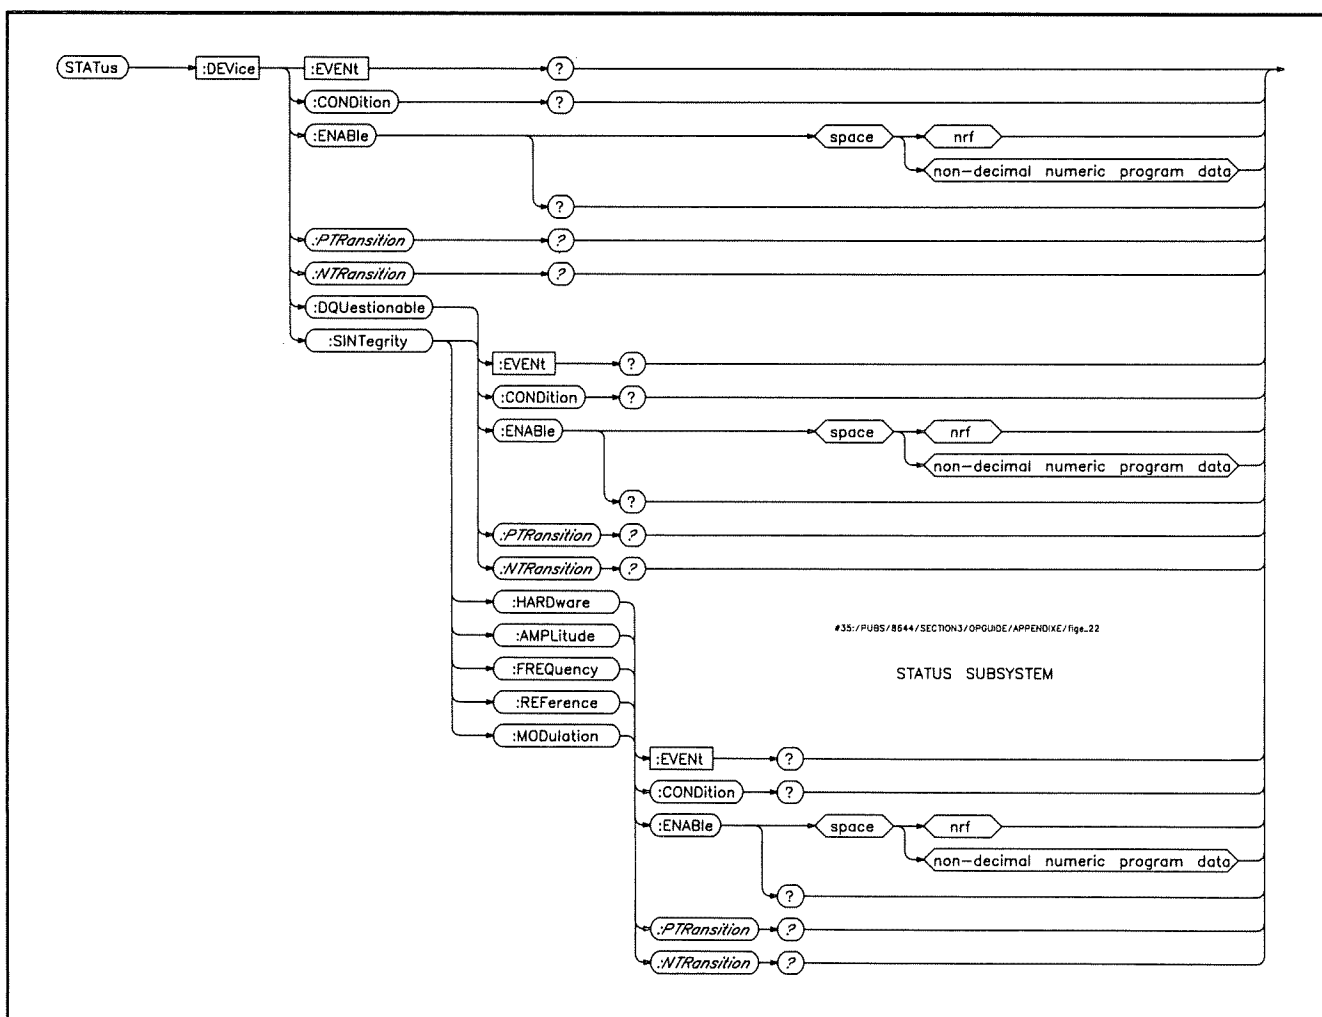 STATus :DEVice :EVENt ?
:CONDition ?
:ENABle space nrf
non-decimal numeric program data
?
:PTRansition ?
:NTRansition ?
:DQUestionable
:SINTegrity
:EVENt ?
:CONDition ?
:ENABle space nrf
non-decimal numeric program data
?
:PTRansition ?
:NTRansition ?
:HARDware
#35:/PUBS/8644/SECTION3/OPGUIDE/APPENDIXE/fige_22
:AMPLitude
:FREQuency
STATUS SUBSYSTEM
:REFerence
:MODulation
:EVENt ?
:CONDition ?
:ENABle space nrf
non-decimal numeric program data
?
:PTRansition ?
:NTRansition ?